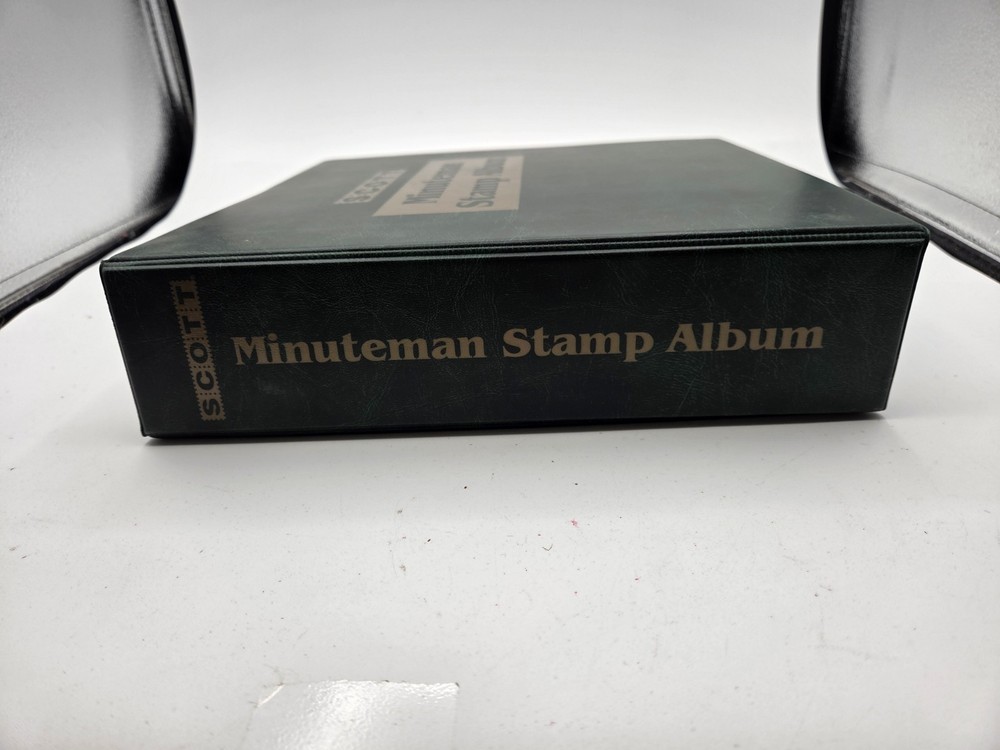 SCOTT
Minuteman
Stamp Album
SCOTT
Minuteman Stamp Album